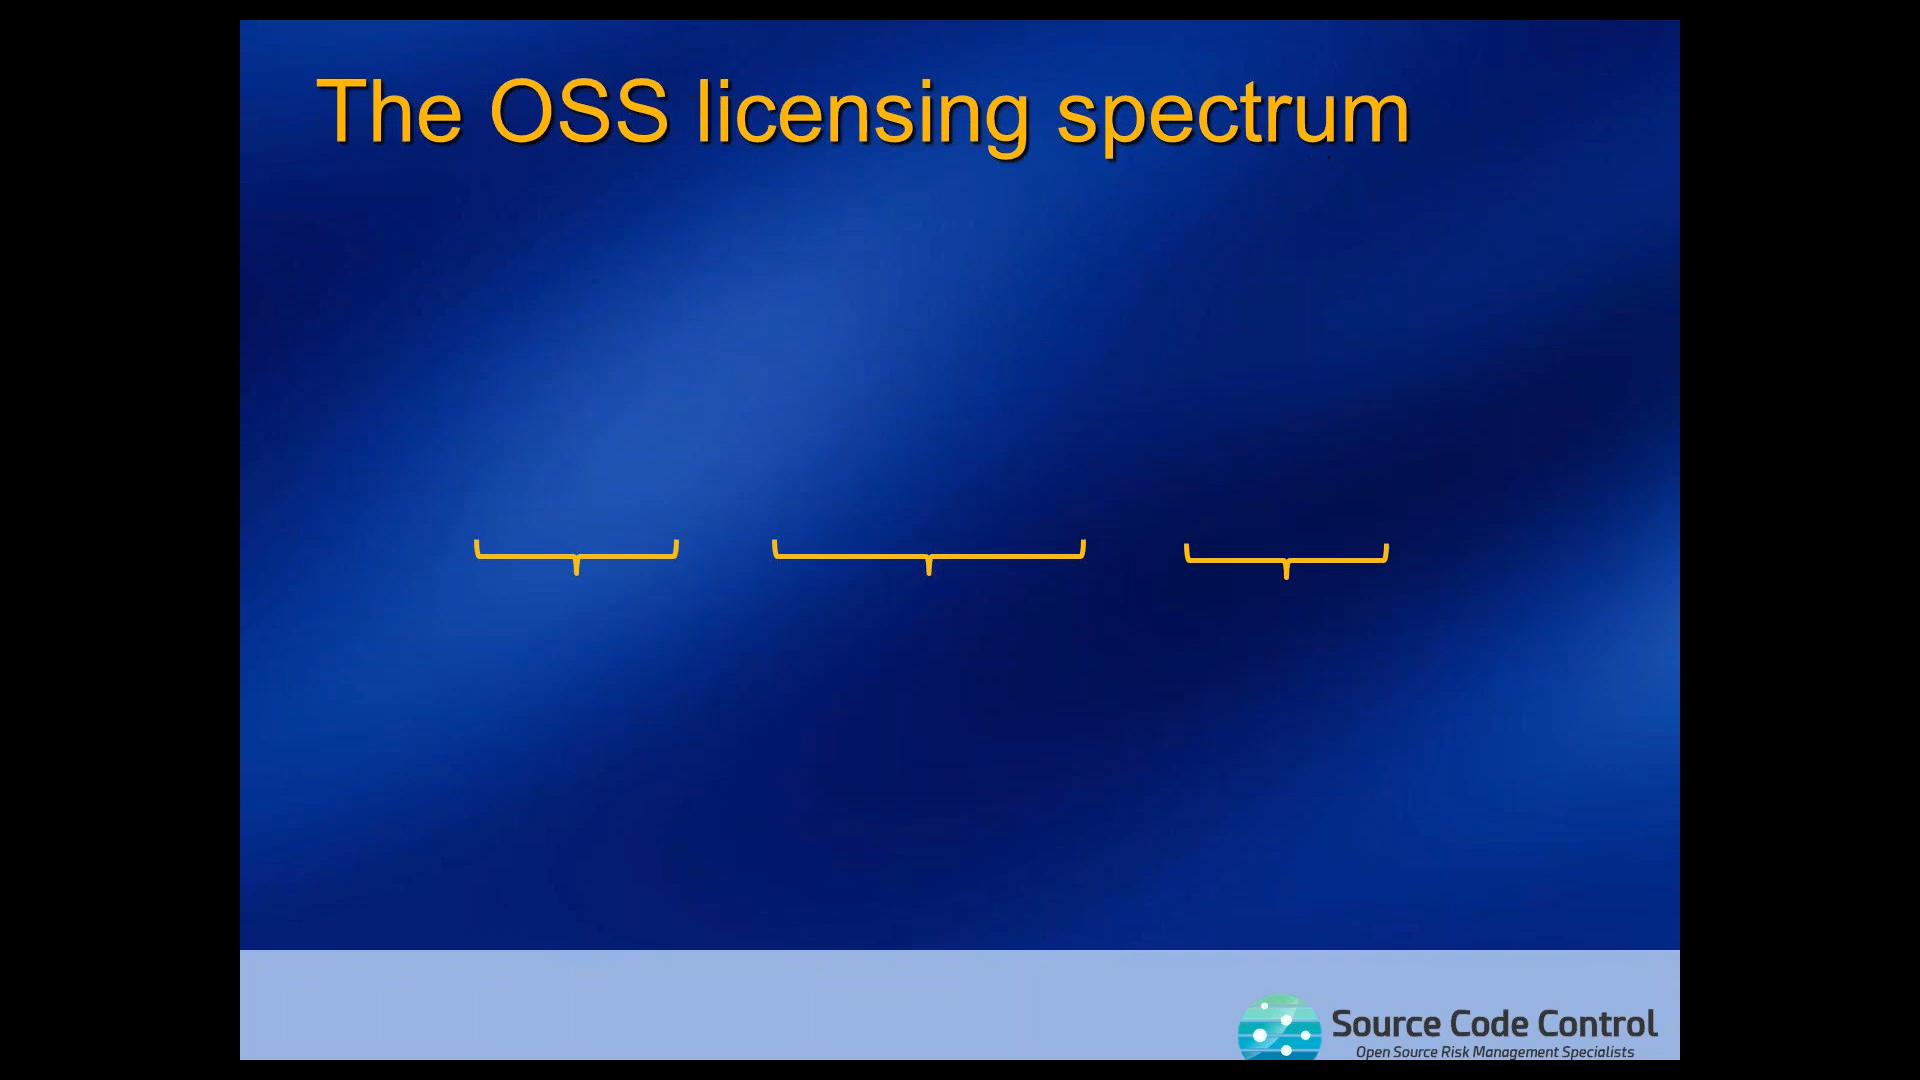 The OSS licensing spectrum
Source Code Control
Open Source Risk Management Specialists